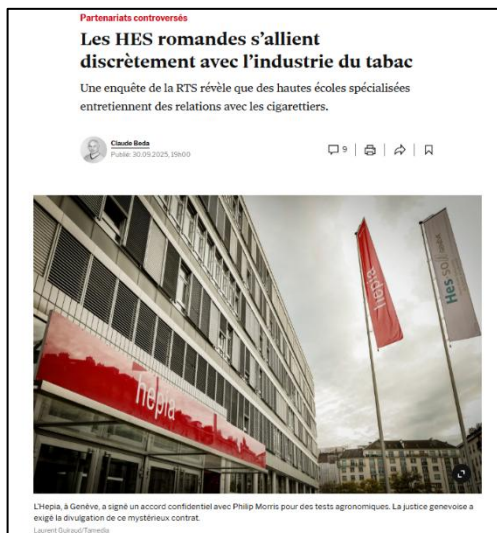 Partenariats controversés
Les HES romandes s'allient
discrètement avec l'industrie du tabac
Une enquête de la RTS révèle que des hautes écoles spécialisées
entretiennent des relations avec les cigarettiers.
Claude Beda
Publié: 30.09.2025, 19h00
9
hepia
hepia
Hes·so
L'Hepia, à Genève, a signé un accord confidentiel avec Philip Morris pour des tests agronomiques. La justice genevoise a
exigé la divulgation de ce mystérieux contrat.
Laurent Guiraud/Tamedia